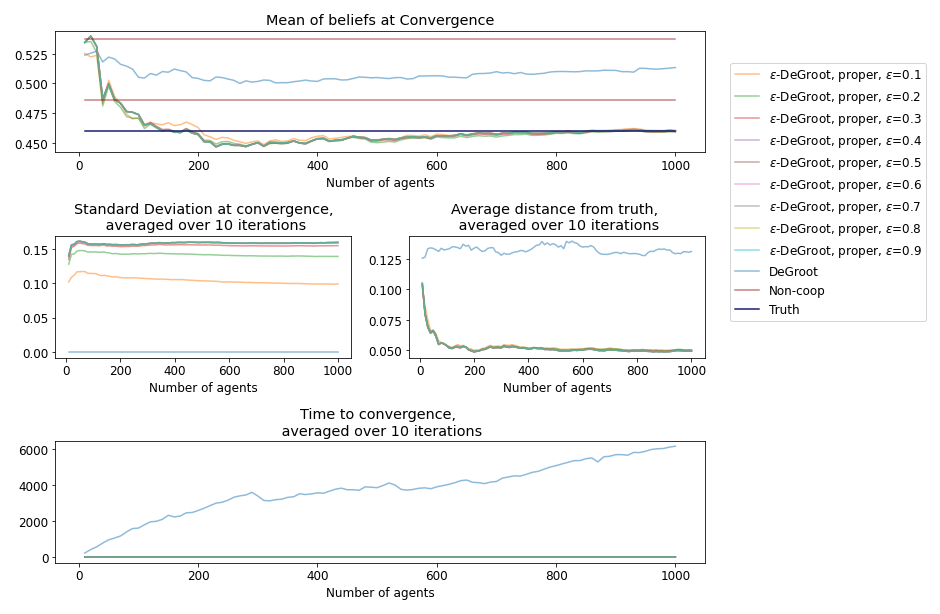 Mean of beliefs at Convergence
0.525
0.500
0.475
0.450
0
200
400
600
800
1000
Number of agents
Standard Deviation at convergence,
averaged over 10 iterations
0.15
0.10
0.05
0.00
0
200
400
600
800
1000
Number of agents
Average distance from truth,
averaged over 10 iterations
0.125
0.100
0.075
0.050
0
200
400
600
800
1000
Number of agents
Time to convergence,
averaged over 10 iterations
6000
4000
2000
0
0
200
400
600
800
1000
Number of agents
ε-DeGroot, proper, ε=0.1
ε-DeGroot, proper, ε=0.2
ε-DeGroot, proper, ε=0.3
ε-DeGroot, proper, ε=0.4
ε-DeGroot, proper, ε=0.5
ε-DeGroot, proper, ε=0.6
ε-DeGroot, proper, ε=0.7
ε-DeGroot, proper, ε=0.8
ε-DeGroot, proper, ε=0.9
DeGroot
Non-coop
Truth